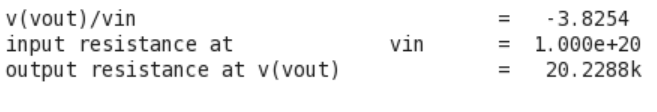 v(vout)/vin = -3.8254
input resistance at vin = 1.000e+20
output resistance at v(vout) = 20.2288k